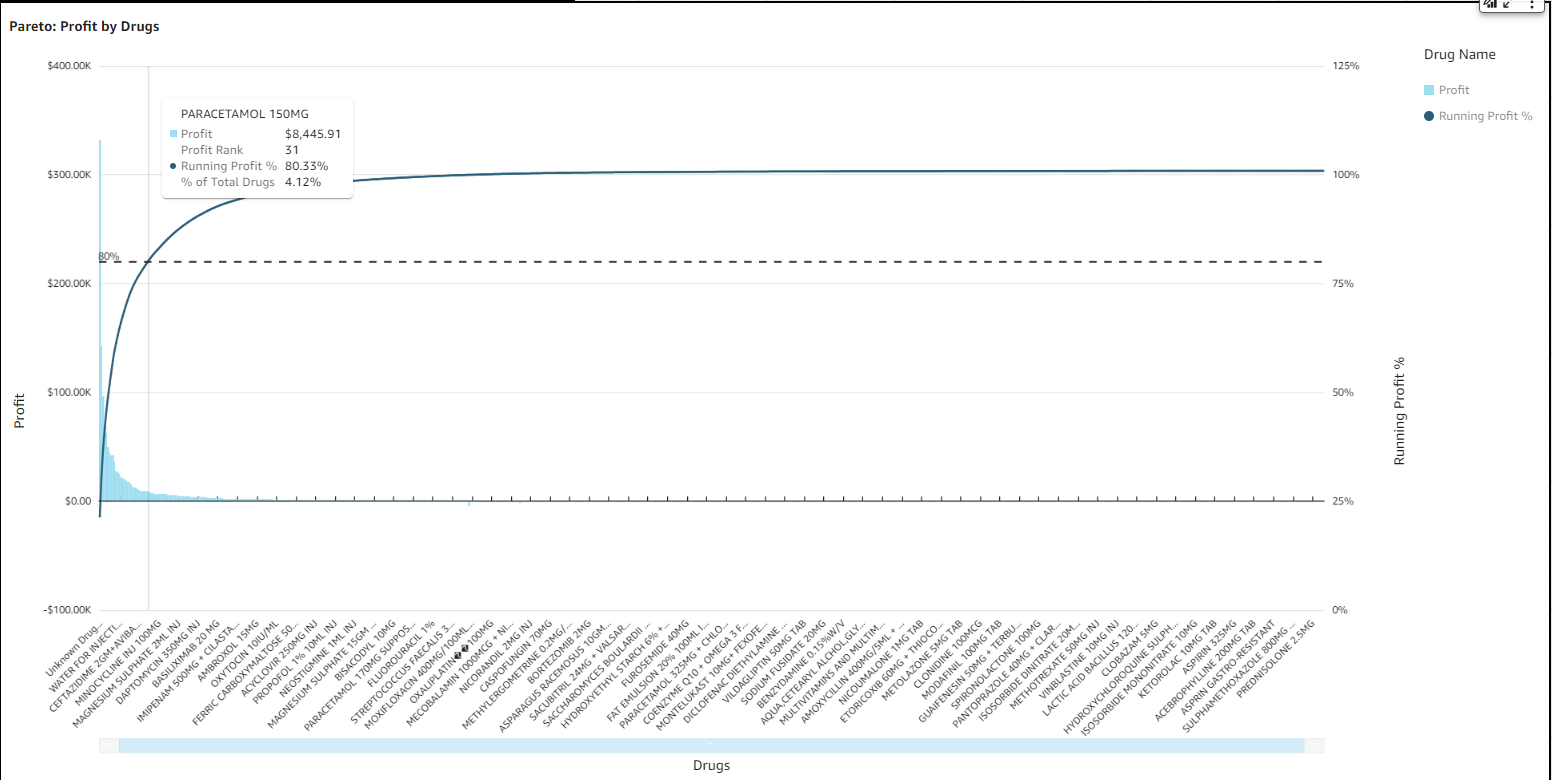 Pareto: Profit by Drugs
$400.00K
$300.00K
$200.00K
$100.00K
$0.00
-$100.00K
Profit
125%
100%
75%
50%
25%
0%
Running Profit %
80%
PARACETAMOL 150MG
Profit $8,445.91
Profit Rank 31
Running Profit % 80.33%
% of Total Drugs 4.12%
Drug Name
Profit
Running Profit %
Unknown Drug...
WATER FOR INJECTI...
CEFTAZIDIME 2GM+AVIBA...
MINOCYCLINE INJ 100MG
MAGNESIUM SULPHATE 2ML INJ
DAPTOMYCIN 350MG INJ
BASILIXIMAB 20 MG
IMIPENAM 500MG + CILASTA...
AMBROXOL 15MG
OXYTOCIN 10IU/ML
FERRIC CARBOXYMALTOSE 50...
ACYCLOVIR 250MG INJ
PROPOFOL 1% 10ML INJ
NEOSTIGMINE 1ML INJ
MAGNESIUM SULPHATE 15GM ...
BISACODYL 10MG
PARACETAMOL 170MG SUPPOS...
FLUOROURACIL 1%
STREPTOCOCCUS FAECALIS 3...
MOXIFLOXACIN 400MG/100ML...
OXALIPLATIN��100MG
MECOBALAMIN 1000MCG + NI...
NICORANDIL 2MG INJ
CASPOFUNGIN 70MG
METHYLERGOMETRINE 0.2MG/...
BORTEZOMIB 2MG
ASPARAGUS RACEMOSUS 10GM...
SACUBITRIL 24MG + VALSAR...
SACCHAROMYCES BOULARDII ...
HYDROXYETHYL STARCH 6% +...
FUROSEMIDE 40MG
FAT EMULSION 20% 100ML I...
PARACETAMOL 325MG + CHLO...
COENZYME Q10 + OMEGA 3 F...
MONTELUKAST 10MG+ FEXOFE...
DICLOFENAC DIETHYLAMINE ...
VILDAGLIPTIN 50MG TAB
SODIUM FUSIDATE 20MG
BENZYDAMINE 0.15%W/V
AQUA,CETEARYL ALCOHOL,GLY...
MULTIVITAMINS AND MULTIM...
AMOXYCILLIN 400MG/5ML + ...
NICOUMALONE 1MG TAB
ETORICOXIB 60MG + THIOCO...
METOLAZONE 5MG TAB
CLONIDINE 100MCG
MODAFINIL 100MG TAB
GUAIFENESIN 50MG + TERBU...
SPIRONOLACTONE 100MG
PANTOPRAZOLE 40MG + CLAR...
ISOSORBIDE DINITRATE 20M...
METHOTREXATE 50MG INJ
VINBLASTINE 10MG INJ
LACTIC ACID BACILLUS 120...
CLOBAZAM 5MG
HYDROXYCHLOROQUINE SULPH...
ISOSORBIDE MONONITRATE 10MG
KETOROLAC 10MG TAB
ASPIRIN 325MG
ACEBROPHYLLINE 200MG TAB
ASPIRIN GASTRO-RESISTANT
SULPHAMETHOXAZOLE 800MG ...
PREDNISOLONE 2.5MG
Drugs